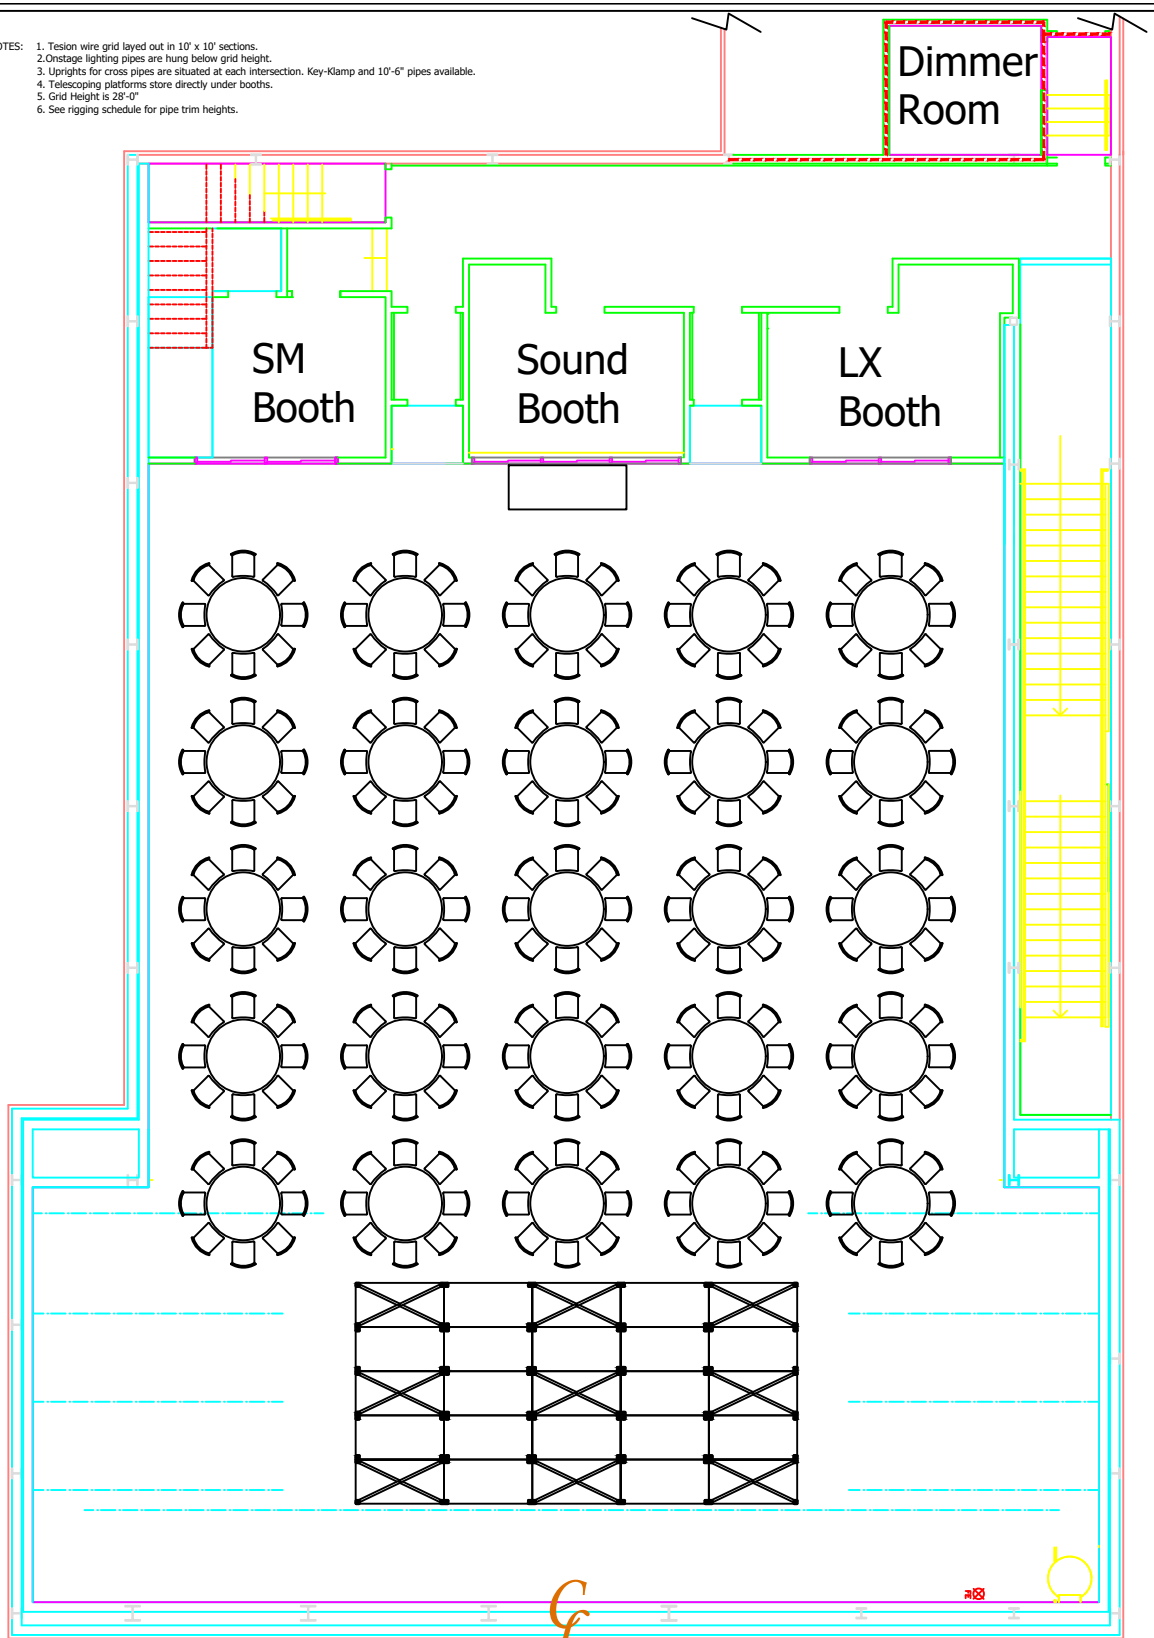 OTES: 1. Tesion wire grid layed out in 10' x 10' sections.
2.Onstage lighting pipes are hung below grid height.
3. Uprights for cross pipes are situated at each intersection. Key-Klamp and 10'-6" pipes available.
4. Telescoping platforms store directly under booths.
5. Grid Height is 28'-0"
6. See rigging schedule for pipe trim heights.
Dimmer
Room
SM
Booth
Sound
Booth
LX
Booth